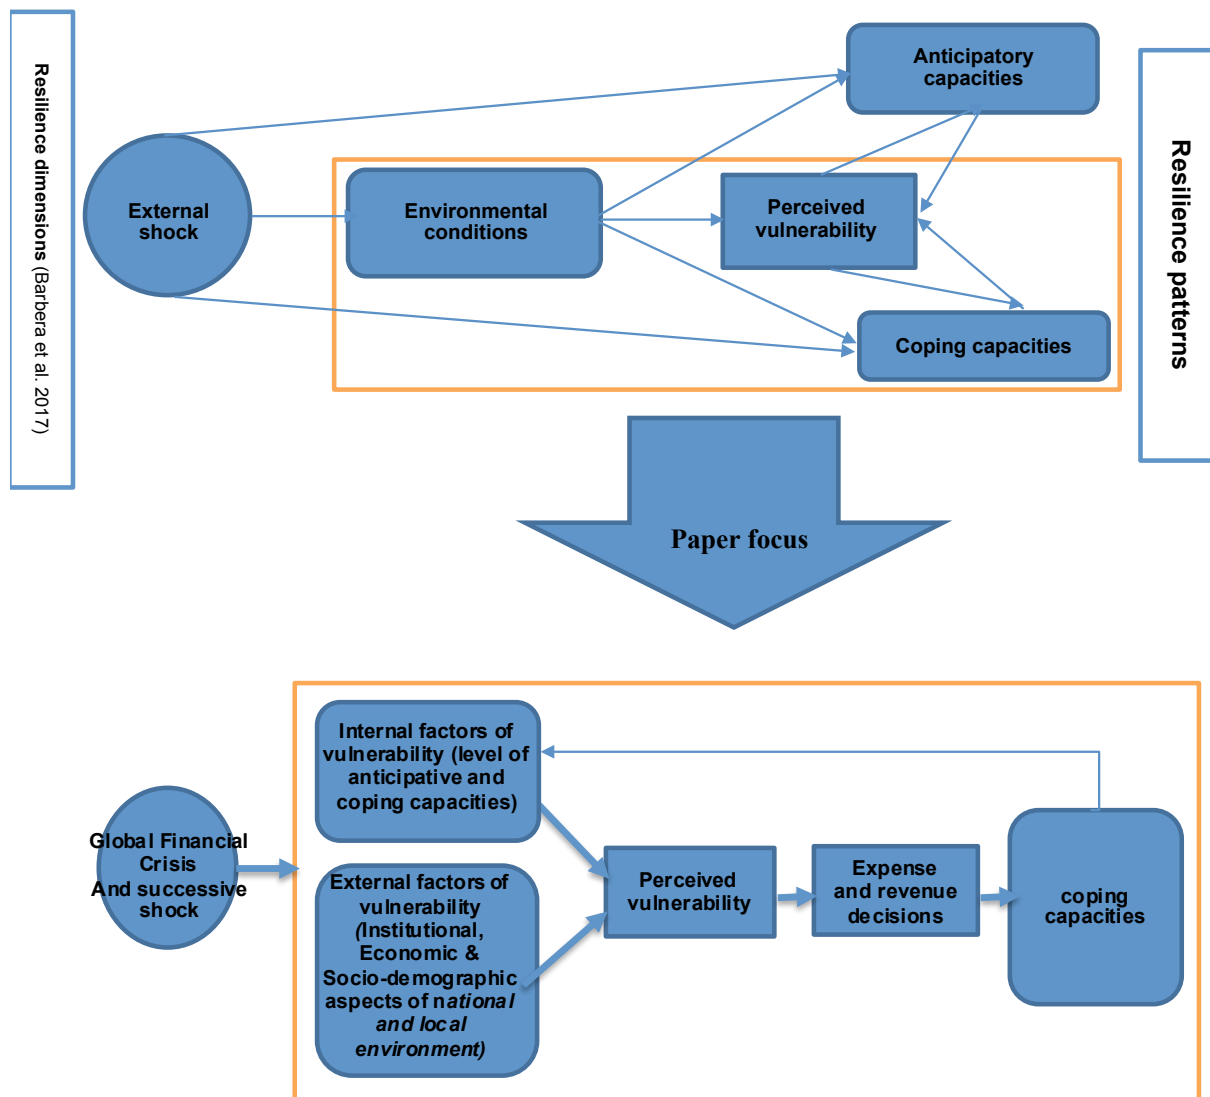 Resilience dimensions (Barbera et al. 2017)
Anticipatory
capacities
External
shock
Environmental
conditions
Perceived
vulnerability
Coping capacities
Resilience patterns
Paper focus
Internal factors of
vulnerability (level of
anticipative and
coping capacities)
Global Financial
Crisis
And successive
shock
External factors of
vulnerability
(Institutional,
Economic &
Socio-demographic
aspects of national
and local
environment)
Perceived
vulnerability
Expense
and revenue
decisions
coping
capacities